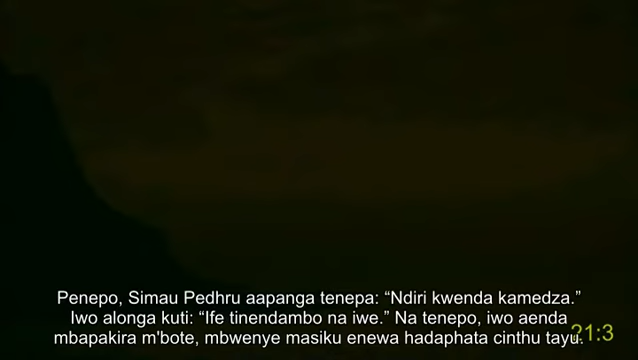 Penepo, Simau Pedhru aapanga tenepa: “Ndiri kwenda kamedza.”
Iwo alonga kuti: “Ife tinendambo na iwe.” Na tenepo, iwo aenda
mbapakira m'bote, mbwenye masiku enewa hadaphata cinthu tayu.
21:3